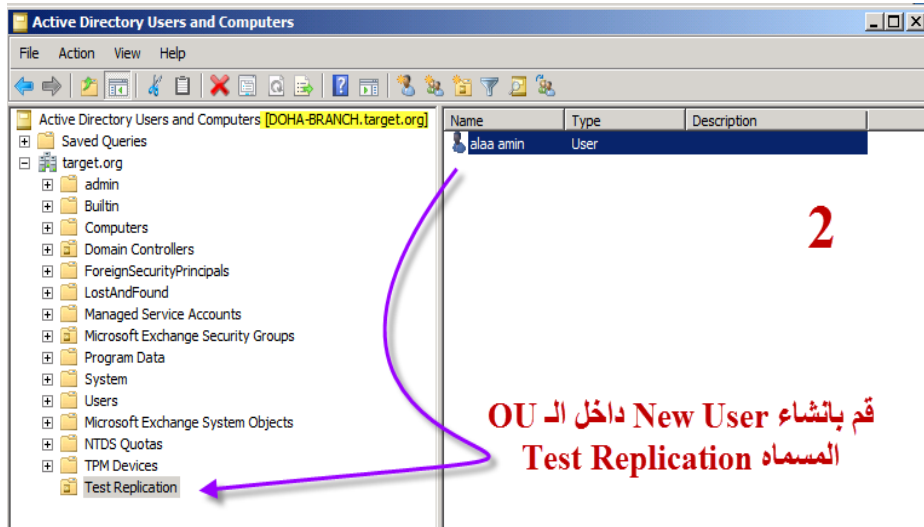 Active Directory Users and Computers
File Action View Help
Active Directory Users and Computers [DOHA-BRANCH.target.org]
Saved Queries
target.org
admin
Builtin
Computers
Domain Controllers
ForeignSecurityPrincipals
LostAndFound
Managed Service Accounts
Microsoft Exchange Security Groups
Program Data
System
Users
Microsoft Exchange System Objects
NTDS Quotas
TPM Devices
Test Replication
Name Type Description
alaa amin User
2
قم بانشاء New User داخل الـ OU
المسماه Test Replication